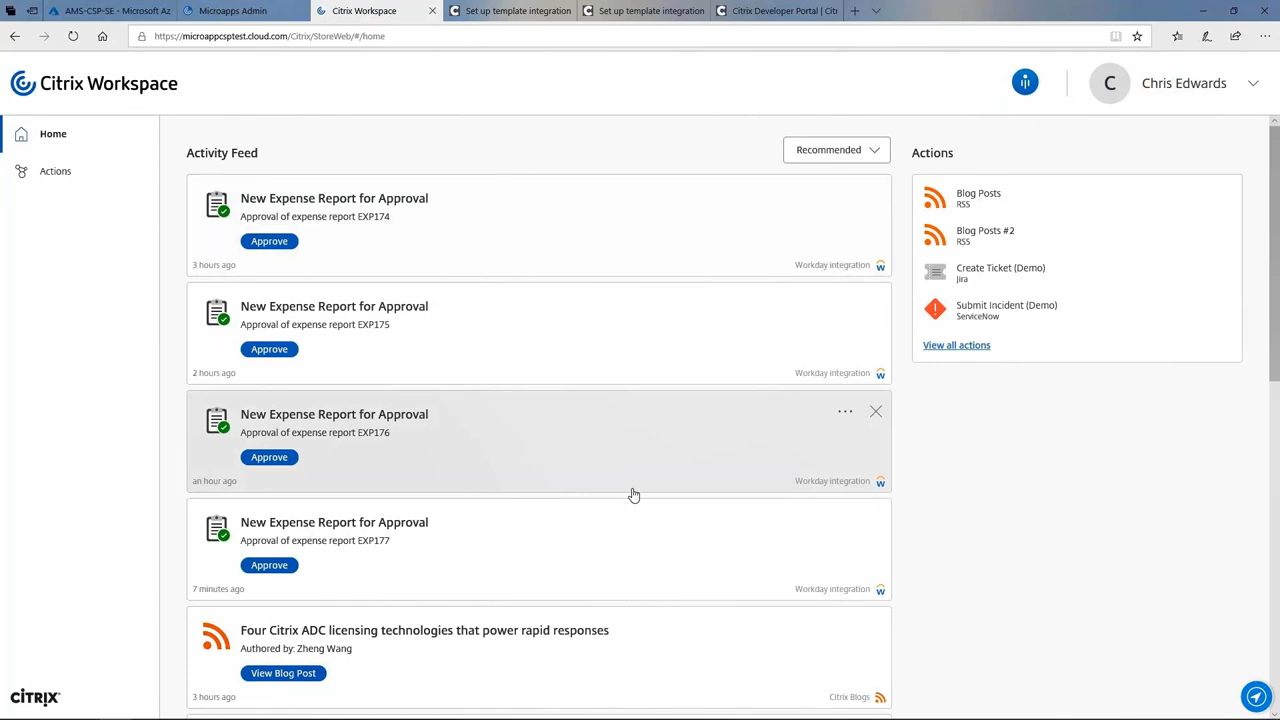 AMS-CSP-SE - Microsoft Az
Microapps Admin
Citrix Workspace
Set up template integration
Set up template integration
Citrix Developer Portal | Citr
https://microappcsptest.cloud.com/Citrix/StoreWeb/#/home
Citrix Workspace
C
Chris Edwards
Home
Actions
Activity Feed
Recommended
New Expense Report for Approval
Approval of expense report EXP174
Approve
3 hours ago
Workday integration
New Expense Report for Approval
Approval of expense report EXP175
Approve
2 hours ago
Workday integration
New Expense Report for Approval
Approval of expense report EXP176
Approve
an hour ago
Workday integration
New Expense Report for Approval
Approval of expense report EXP177
Approve
7 minutes ago
Workday integration
Four Citrix ADC licensing technologies that power rapid responses
Authored by: Zheng Wang
View Blog Post
3 hours ago
Citrix Blogs
Actions
Blog Posts
RSS
Blog Posts #2
RSS
Create Ticket (Demo)
Jira
Submit Incident (Demo)
ServiceNow
View all actions
CITRIX